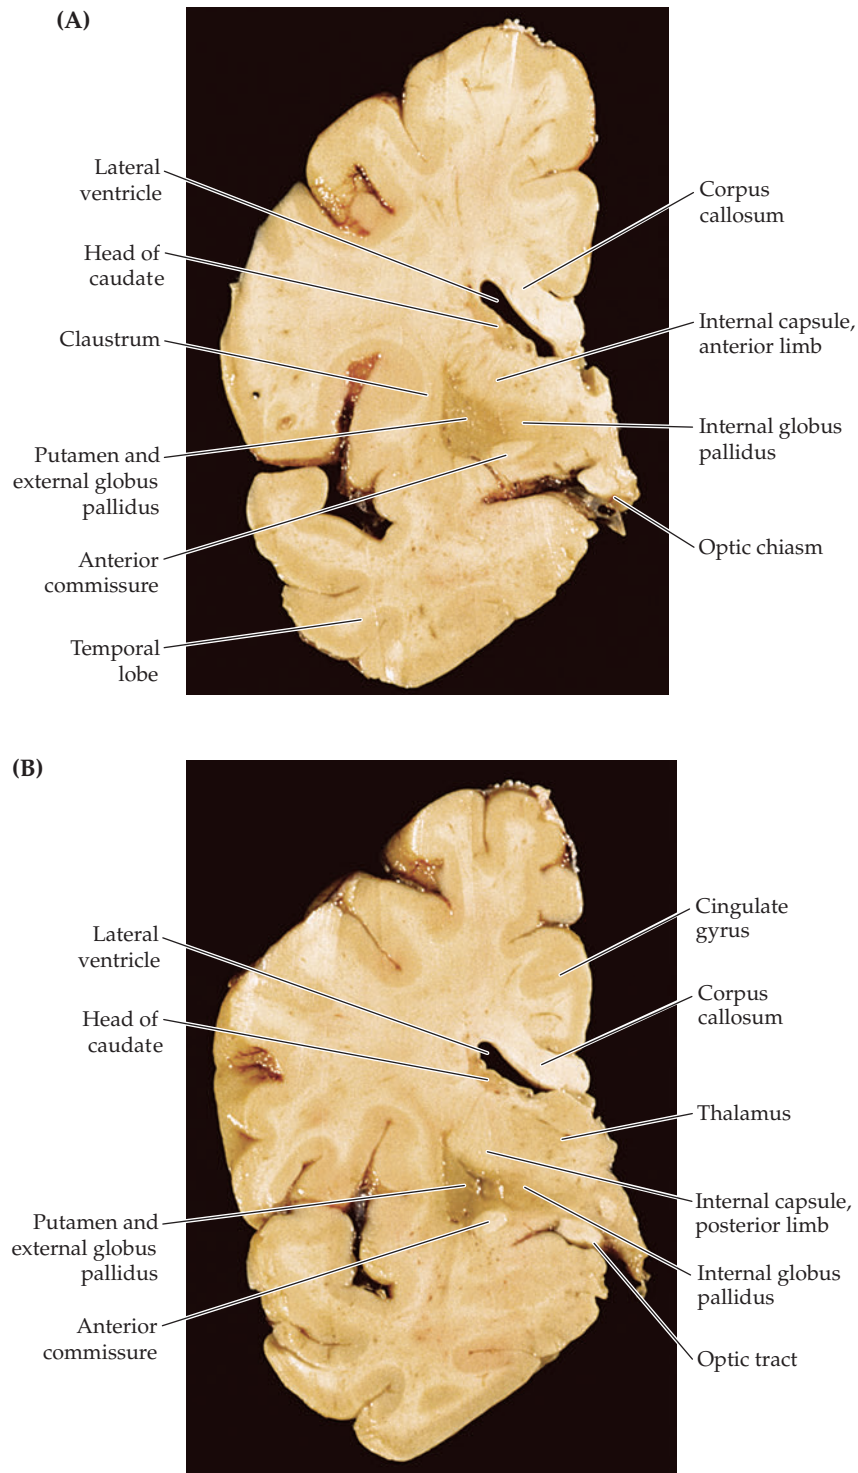 (A)
Lateral
ventricle
Head of
caudate
Claustrum
Putamen and
external globus
pallidus
Anterior
commissure
Temporal
lobe
Corpus
callosum
Internal capsule,
anterior limb
Internal globus
pallidus
Optic chiasm
(B)
Lateral
ventricle
Head of
caudate
Putamen and
external globus
pallidus
Anterior
commissure
Cingulate
gyrus
Corpus
callosum
Thalamus
Internal capsule,
posterior limb
Internal globus
pallidus
Optic tract